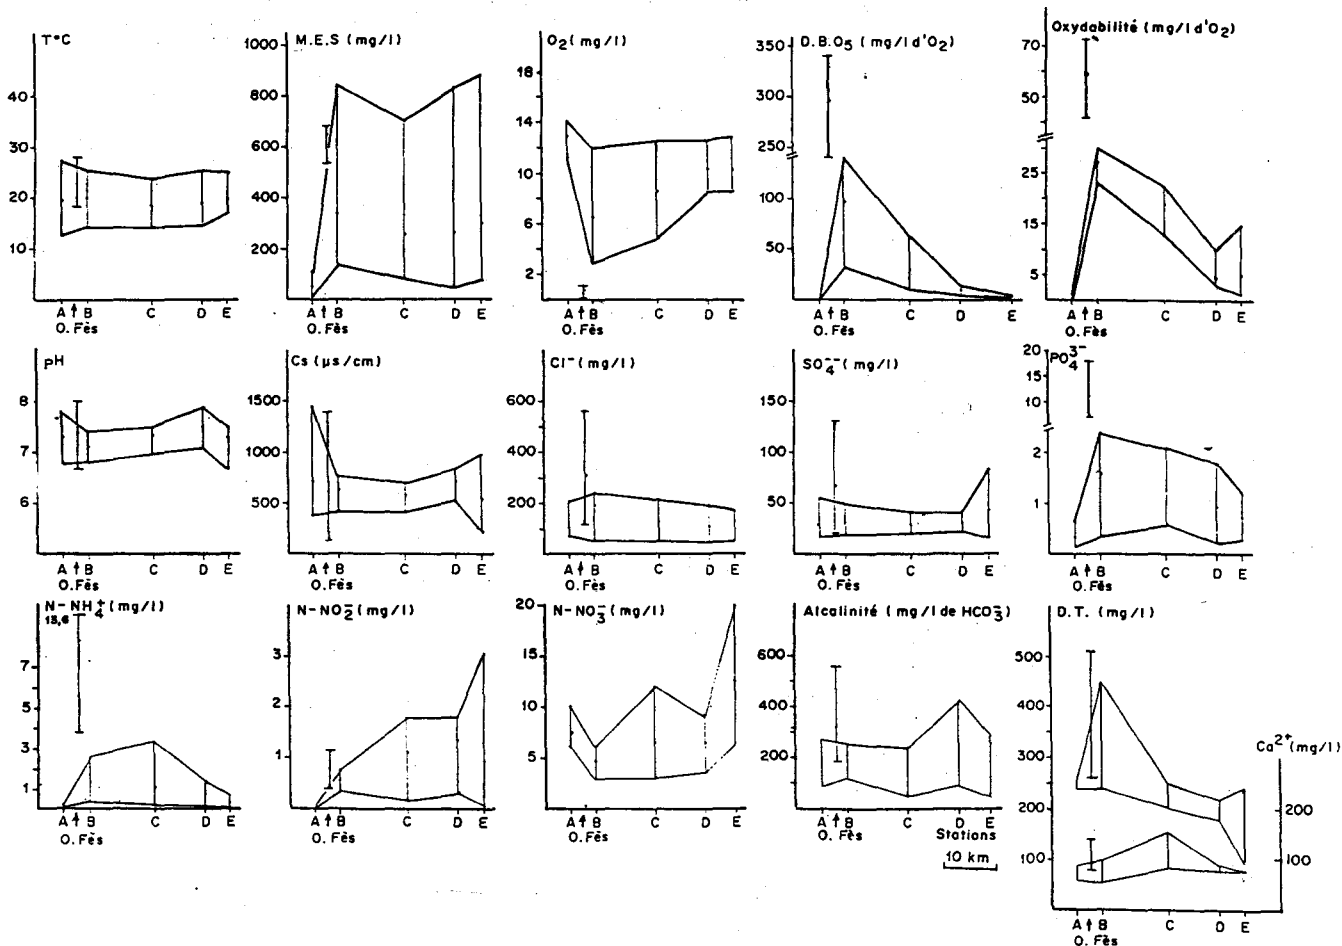 T°C
40
30
20
10
A ↑ B C D E
O. Fès
M.E.S (mg/l)
1000
800
600
400
200
A ↑ B C D E
O. Fès
O₂ (mg/l)
18
14
10
6
2
A ↑ B C D E
O. Fès
D.B.O₅ (mg/l d'O₂)
350
300
250
100
50
A ↑ B C D E
O. Fès
Oxydabilité (mg/l d'O₂)
70
50
25
15
5
A ↑ B C D E
O. Fès
pH
8
7
6
A ↑ B C D E
O. Fès
Cs (µs/cm)
1500
1000
500
A ↑ B C D E
O. Fès
Cl⁻ (mg/l)
600
400
200
A ↑ B C D E
O. Fès
SO₄⁻⁻ (mg/l)
150
100
50
A ↑ B C D E
O. Fès
PO₄³⁻
20
15
10
2
1
A ↑ B C D E
O. Fès
N-NH₄⁺ (mg/l)
13,6
7
5
3
1
A ↑ B C D E
O. Fès
N-NO₂⁻ (mg/l)
3
2
1
A ↑ B C D E
O. Fès
N-NO₃⁻ (mg/l)
20
15
10
5
A ↑ B C D E
O. Fès
Alcalinité (mg/l de HCO₃⁻)
600
400
200
A ↑ B C D E
O. Fès
Stations
10 km
D.T. (mg/l)
500
400
300
200
100
Ca²⁺ (mg/l)
200
100
A ↑ B C D E
O. Fès